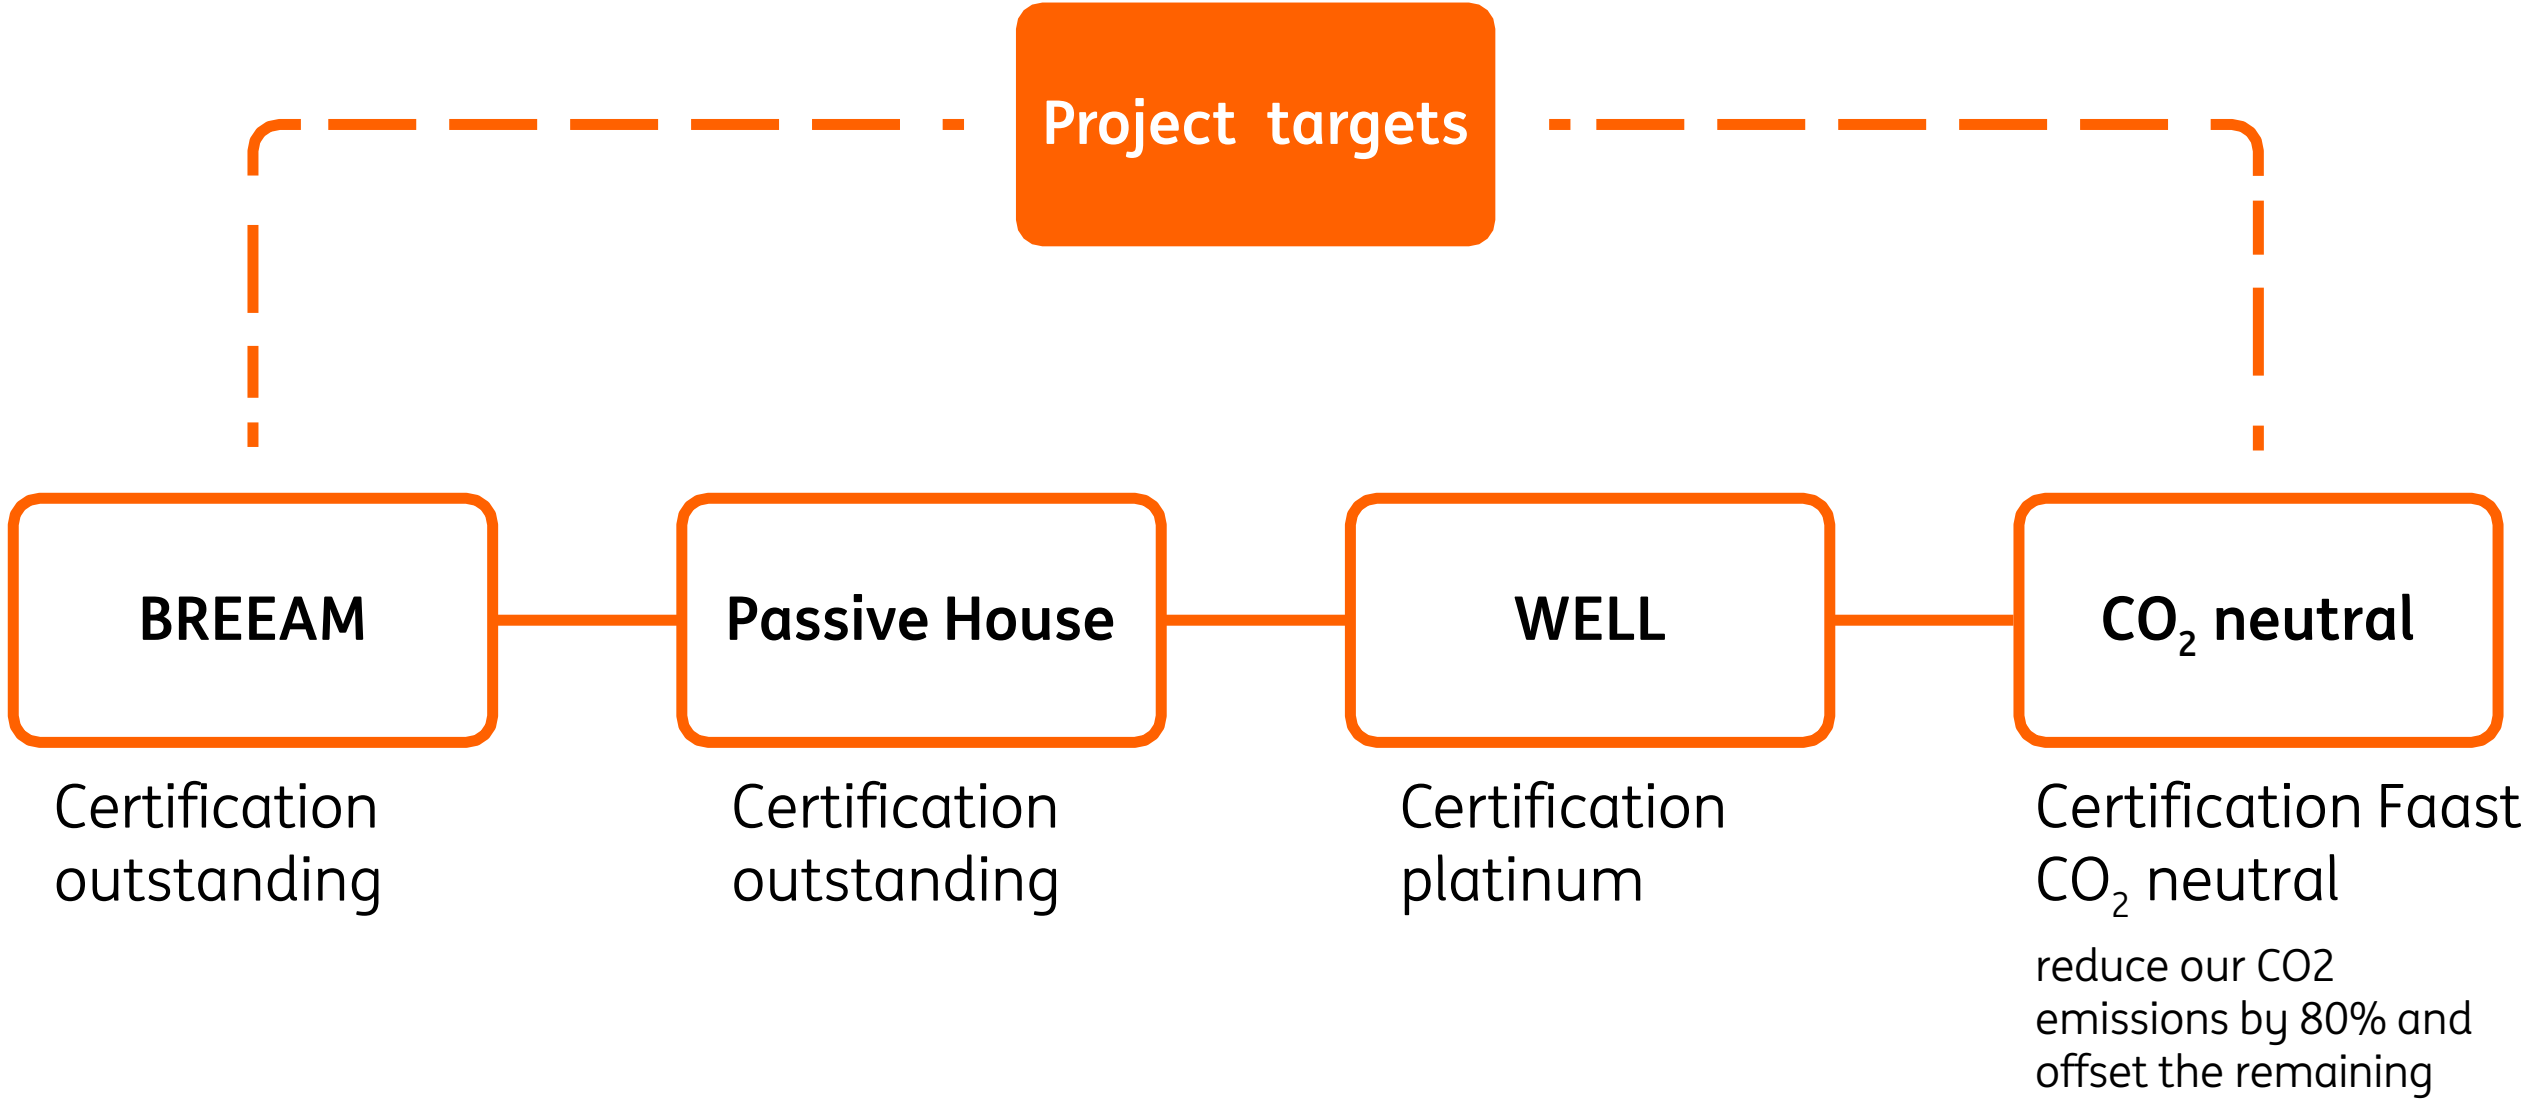 Project targets
BREEAM
Passive House
WELL
CO₂ neutral
Certification
outstanding
Certification
outstanding
Certification
platinum
Certification Faast
CO₂ neutral
reduce our CO2
emissions by 80% and
offset the remaining